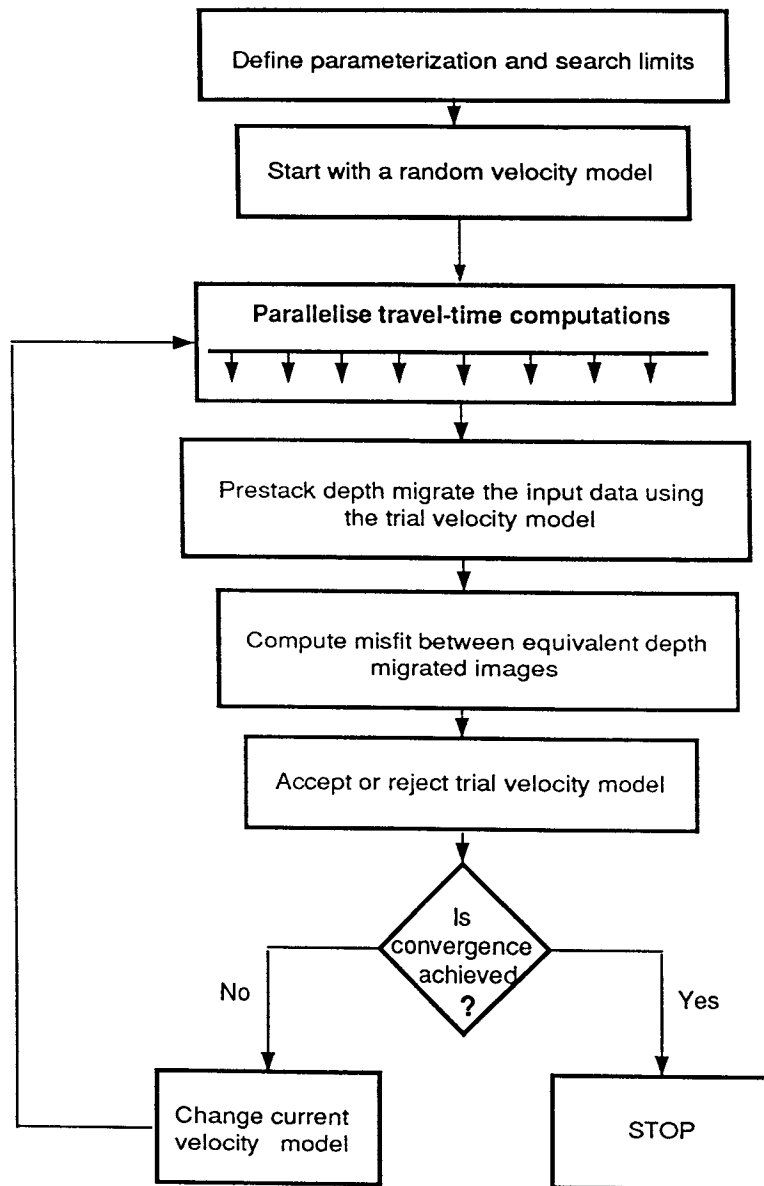 Define parameterization and search limits
Start with a random velocity model
Parallelise travel-time computations
Prestack depth migrate the input data using
the trial velocity model
Compute misfit between equivalent depth
migrated images
Accept or reject trial velocity model
Is
convergence
achieved
?
No
Yes
Change current
velocity model
STOP